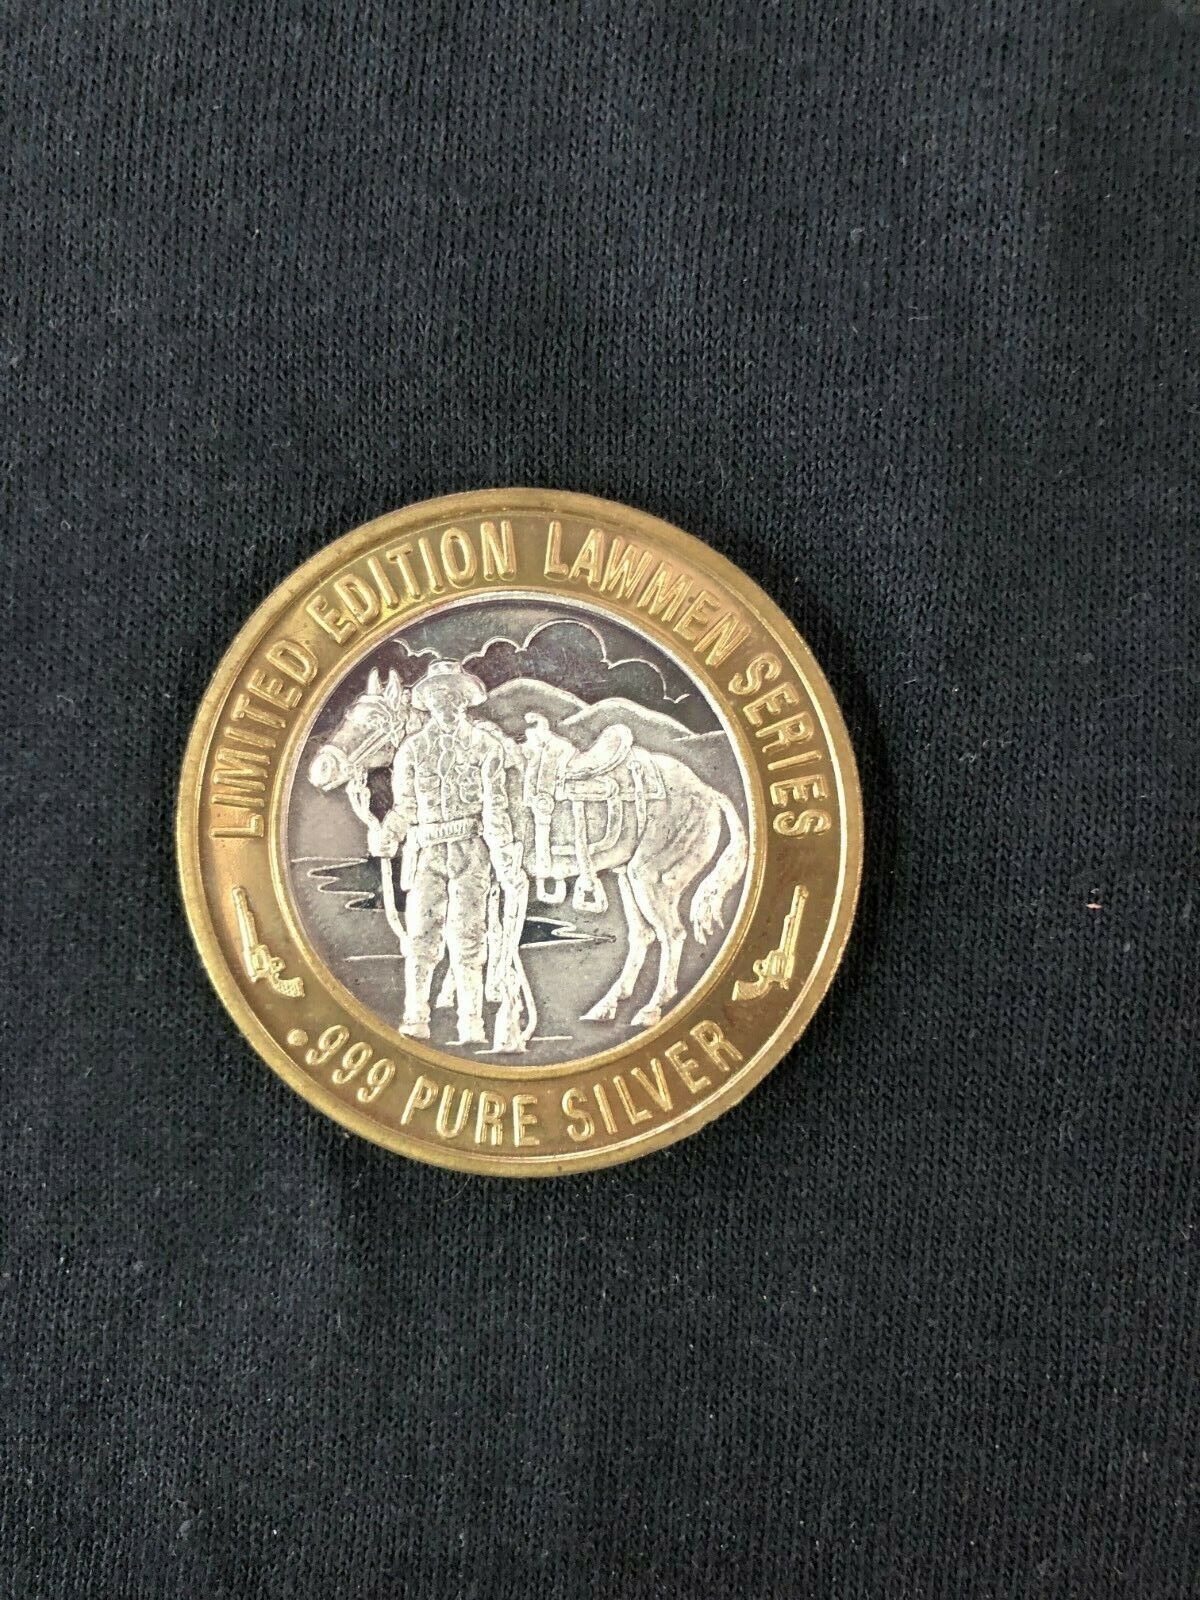 LIMITED EDITION LAWMEN SERIES
.999 PURE SILVER